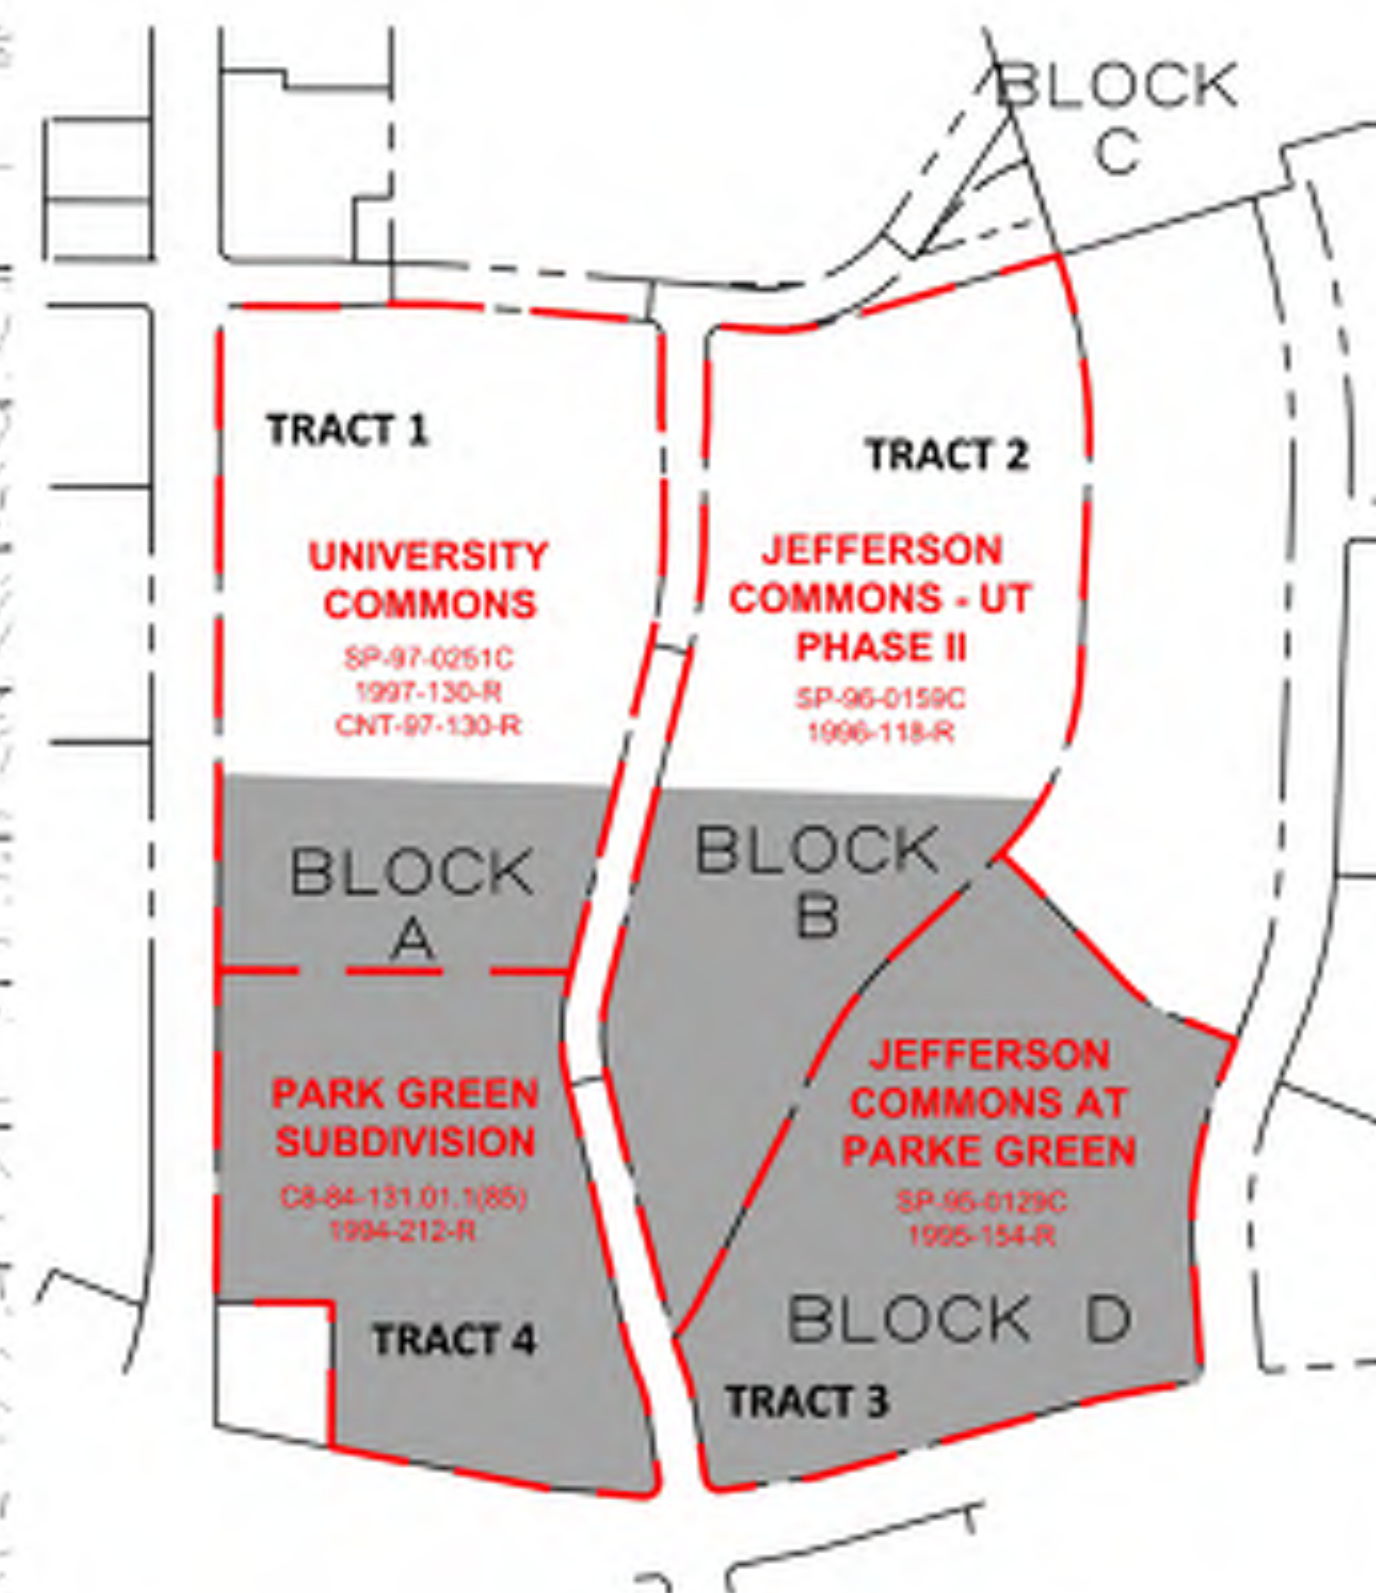 BLOCK
C
TRACT 1
TRACT 2
UNIVERSITY
COMMONS
SP-97-0251C
1997-130-R
CNT-97-130-R
JEFFERSON
COMMONS - UT
PHASE II
SP-96-0159C
1996-118-R
BLOCK
A
BLOCK
B
PARK GREEN
SUBDIVISION
C8-84-131.01.1(85)
1994-212-R
JEFFERSON
COMMONS AT
PARKE GREEN
SP-95-0129C
1995-154-R
BLOCK D
TRACT 4
TRACT 3